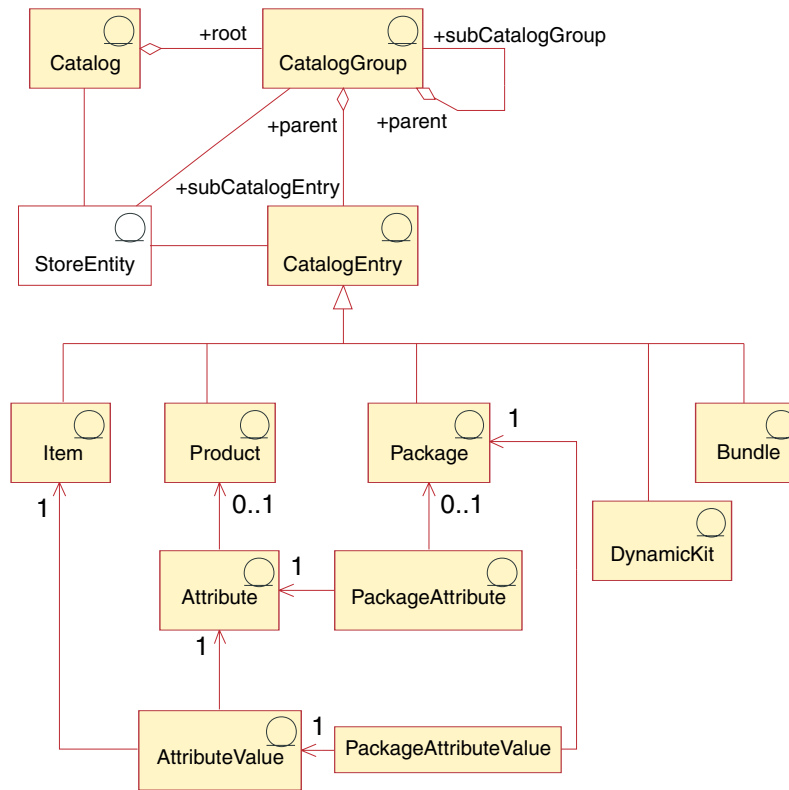 +root
+subCatalogGroup
Catalog
CatalogGroup
+parent
+parent
+subCatalogEntry
StoreEntity
CatalogEntry
Item
Product
Package
1
Bundle
1
0..1
0..1
DynamicKit
Attribute
1
PackageAttribute
1
AttributeValue
1
PackageAttributeValue